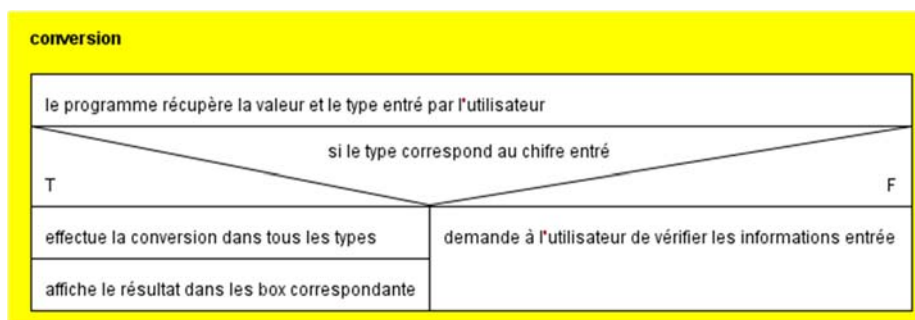 conversion
le programme récupère la valeur et le type entré par l'utilisateur
si le type correspond au chifre entré
T
F
effectue la conversion dans tous les types
demande à l'utilisateur de vérifier les informations entrée
affiche le résultat dans les box correspondante